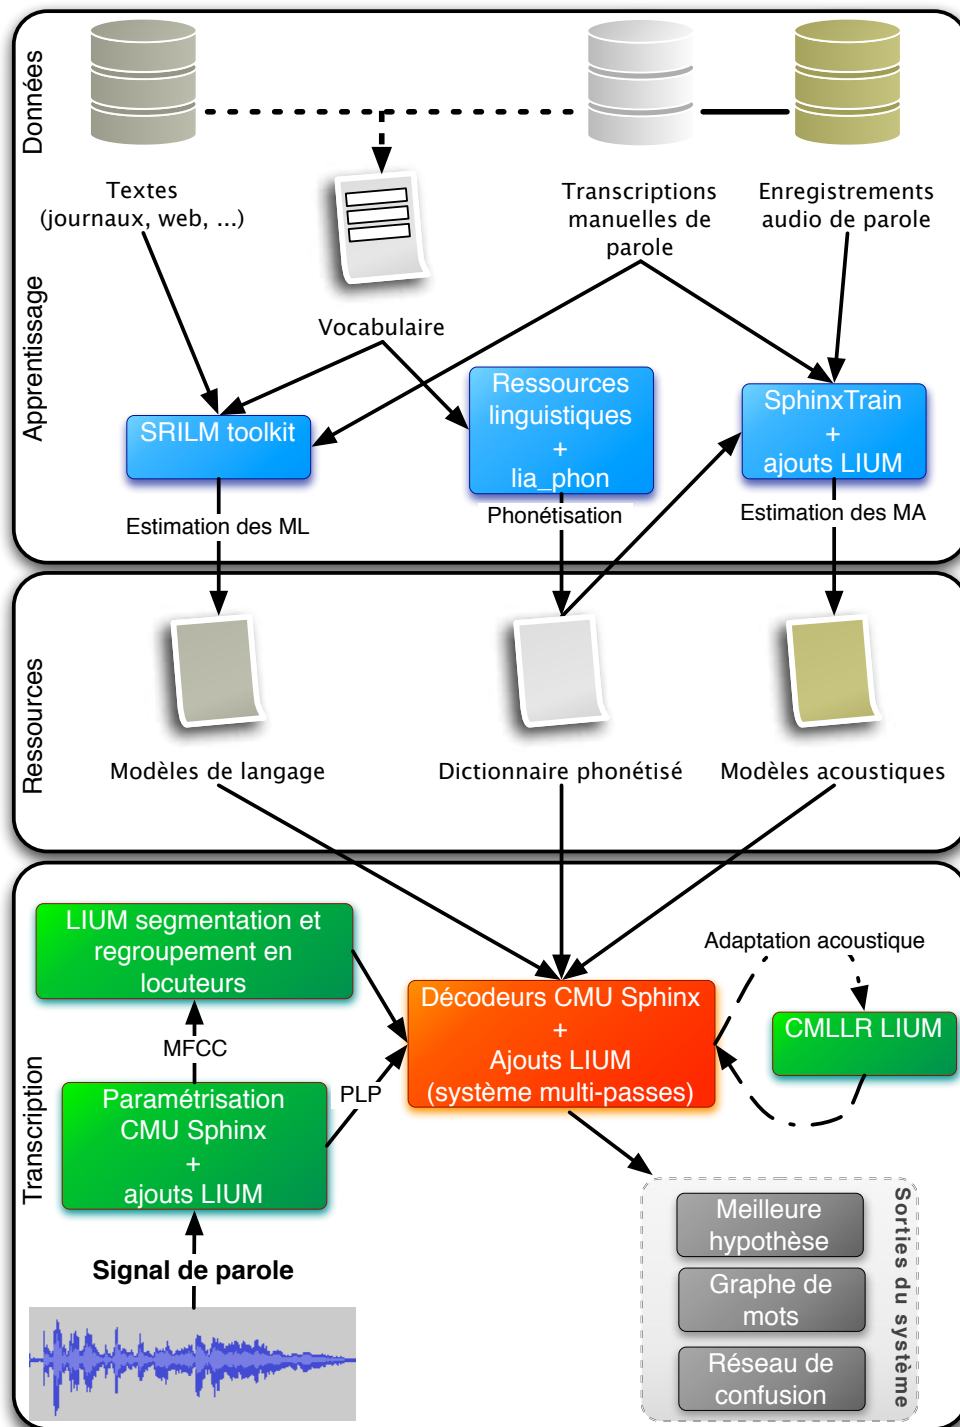 Données
Textes
(journaux, web, ...)
Transcriptions
manuelles de
parole
Enregistrements
audio de parole
Apprentissage
Vocabulaire
SRILM toolkit
Ressources
linguistiques
+
lia_phon
SphinxTrain
+
ajouts LIUM
Estimation des ML
Phonétisation
Estimation des MA
Ressources
Modèles de langage
Dictionnaire phonétisé
Modèles acoustiques
Transcription
LIUM segmentation et
regroupement en
locuteurs
MFCC
Paramétrisation
CMU Sphinx
+
ajouts LIUM
PLP
Signal de parole
Décodeurs CMU Sphinx
+
Ajouts LIUM
(système multi-passes)
Adaptation acoustique
CMLLR LIUM
Sorties du système
Meilleure
hypothèse
Graphe de
mots
Réseau de
confusion